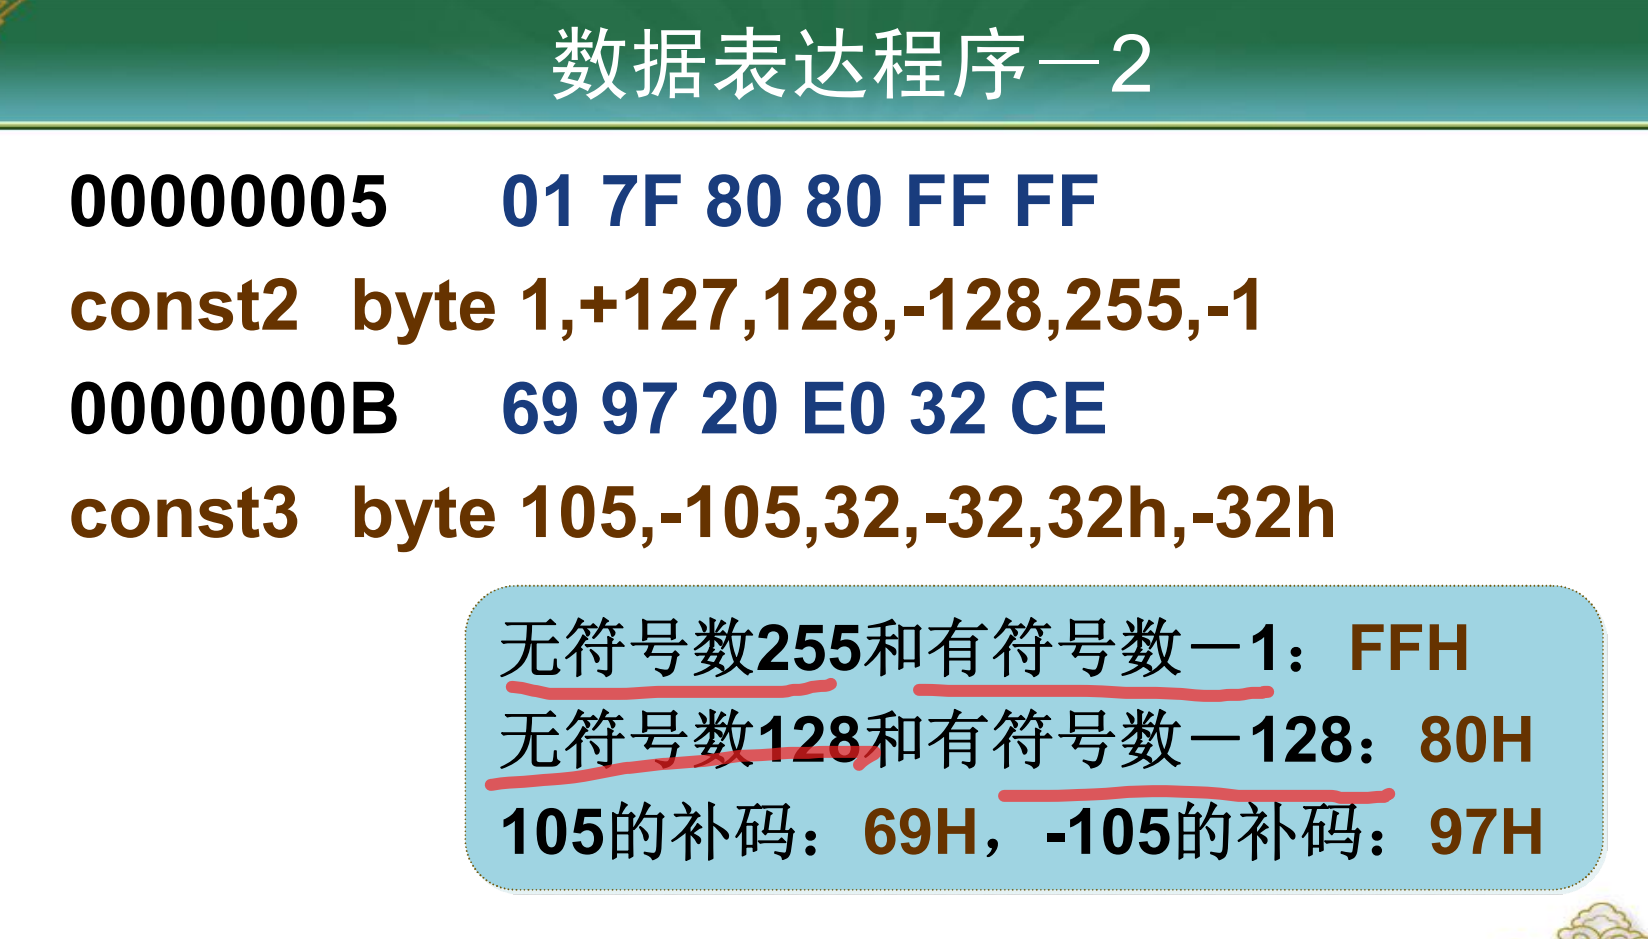 数据表达程序－2
00000005 01 7F 80 80 FF FF
const2 byte 1,+127,128,-128,255,-1
0000000B 69 97 20 E0 32 CE
const3 byte 105,-105,32,-32,32h,-32h
无符号数255和有符号数－1：FFH
无符号数128和有符号数－128：80H
105的补码：69H，-105的补码：97H